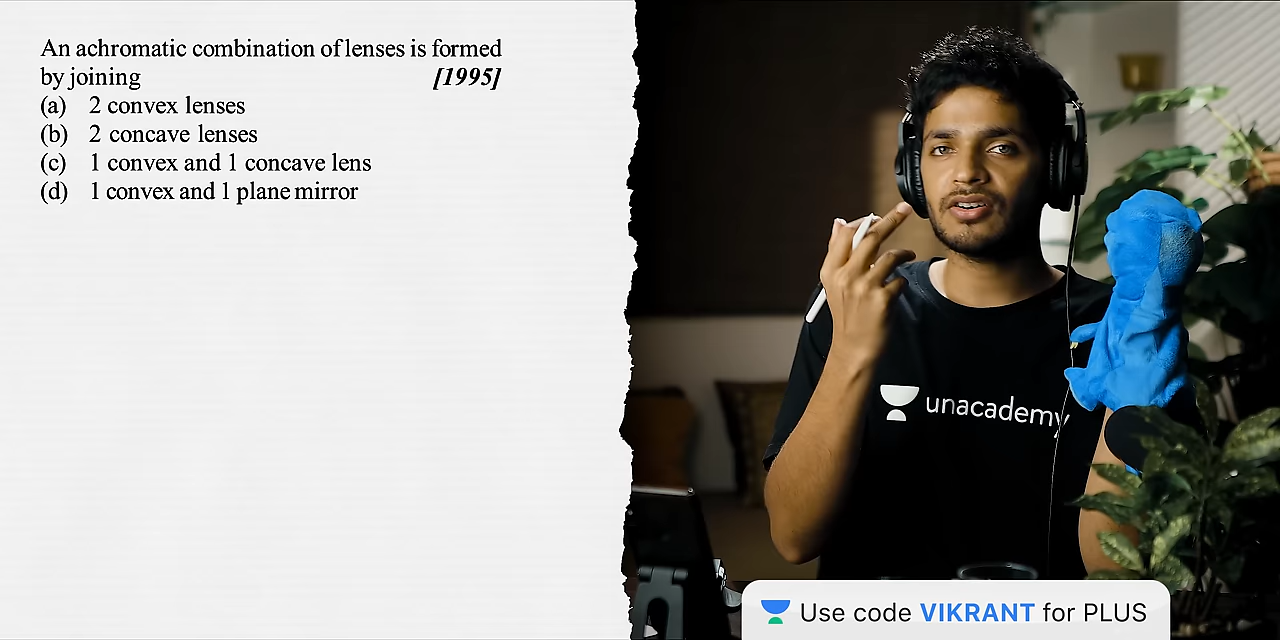 An achromatic combination of lenses is formed
by joining [1995]
(a) 2 convex lenses
(b) 2 concave lenses
(c) 1 convex and 1 concave lens
(d) 1 convex and 1 plane mirror
unacademy
Use code VIKRANT for PLUS